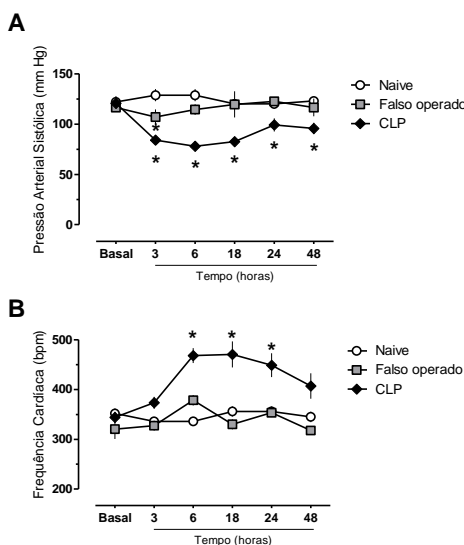 A
Pressão Arterial Sistólica (mm Hg)
150
100
50
0
* * * * * *
Basal 3 6 18 24 48
Tempo (horas)
Naive
Falso operado
CLP
B
Frequência Cardíaca (bpm)
500
400
300
200
* * *
Basal 3 6 18 24 48
Tempo (horas)
Naive
Falso operado
CLP